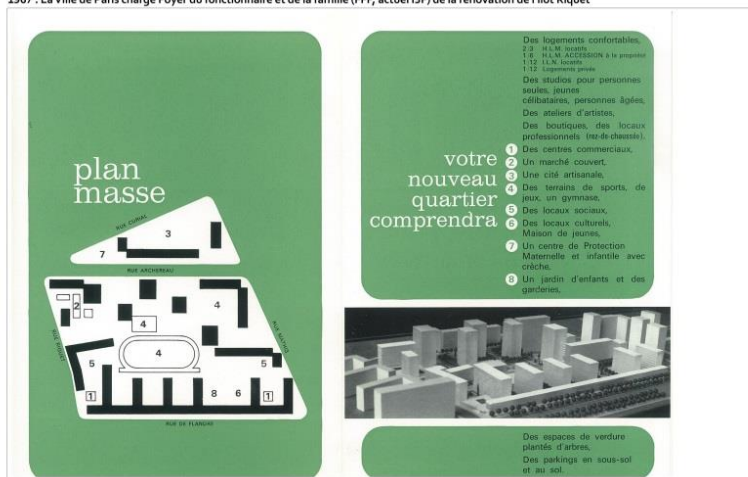 1967 : La Ville de Paris charge Foyer du fonctionnaire et de la famille (FFF, actuel ISF) de la rénovation de l'îlot Riquet
plan
masse
RUE CURIAL
3
7
RUE ARCHEREAU
2
4
4
4
RUE RIQUET
RUE MATHIS
5
5
1
8
6
1
RUE DE FLANDRE
votre
nouveau
quartier
comprendra
Des logements confortables,
2/3 H.L.M. locatifs
1/6 H.L.M. ACCESSION à la propriété
1/12 I.L.N. locatifs
1/12 Logements privés
Des studios pour personnes
seules, jeunes
célibataires, personnes âgées,
Des ateliers d'artistes,
Des boutiques, des locaux
professionnels (rez-de-chaussée),
1 Des centres commerciaux,
2 Un marché couvert,
3 Une cité artisanale,
4 Des terrains de sports, de
jeux, un gymnase,
5 Des locaux sociaux,
6 Des locaux culturels,
Maison de jeunes,
7 Un centre de Protection
Maternelle et infantile avec
crèche,
8 Un jardin d'enfants et des
garderies,
Des espaces de verdure
plantés d'arbres,
Des parkings en sous-sol
et au sol.